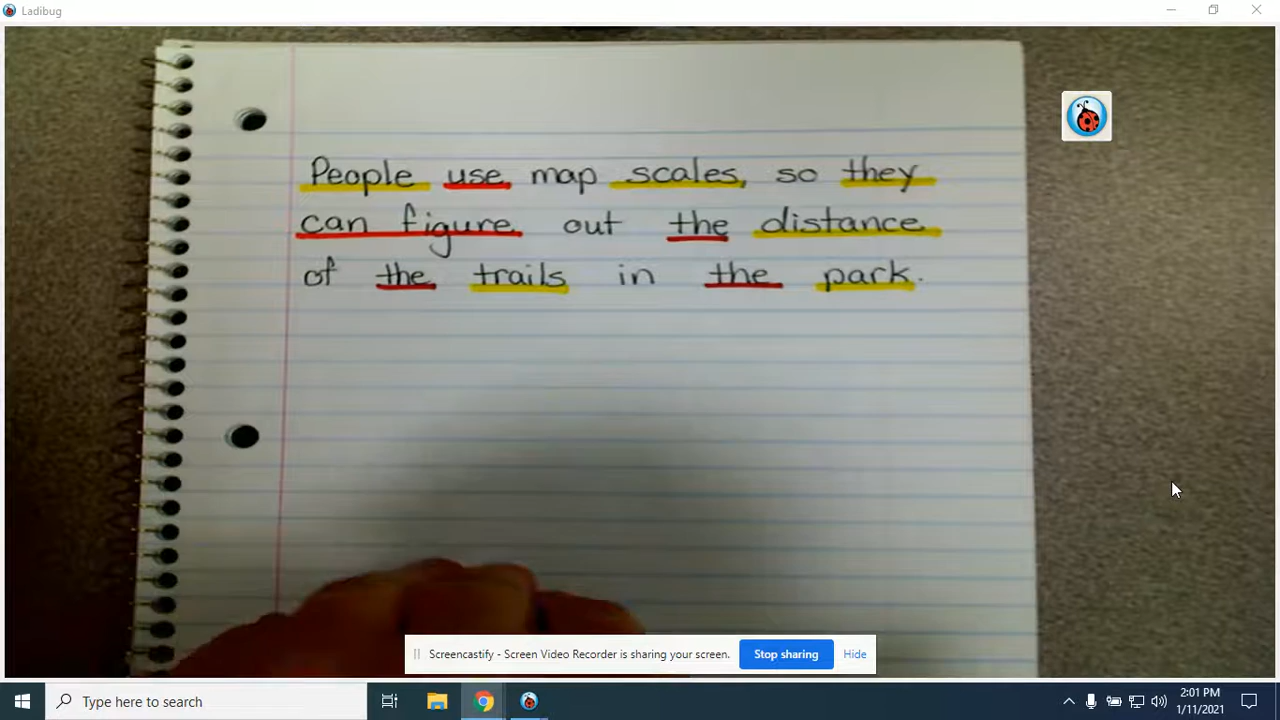 Ladibug
People use map scales, so they
can figure out the distance
of the trails in the park.
Screencastify - Screen Video Recorder is sharing your screen.
Stop sharing
Hide
Type here to search
2:01 PM
1/11/2021